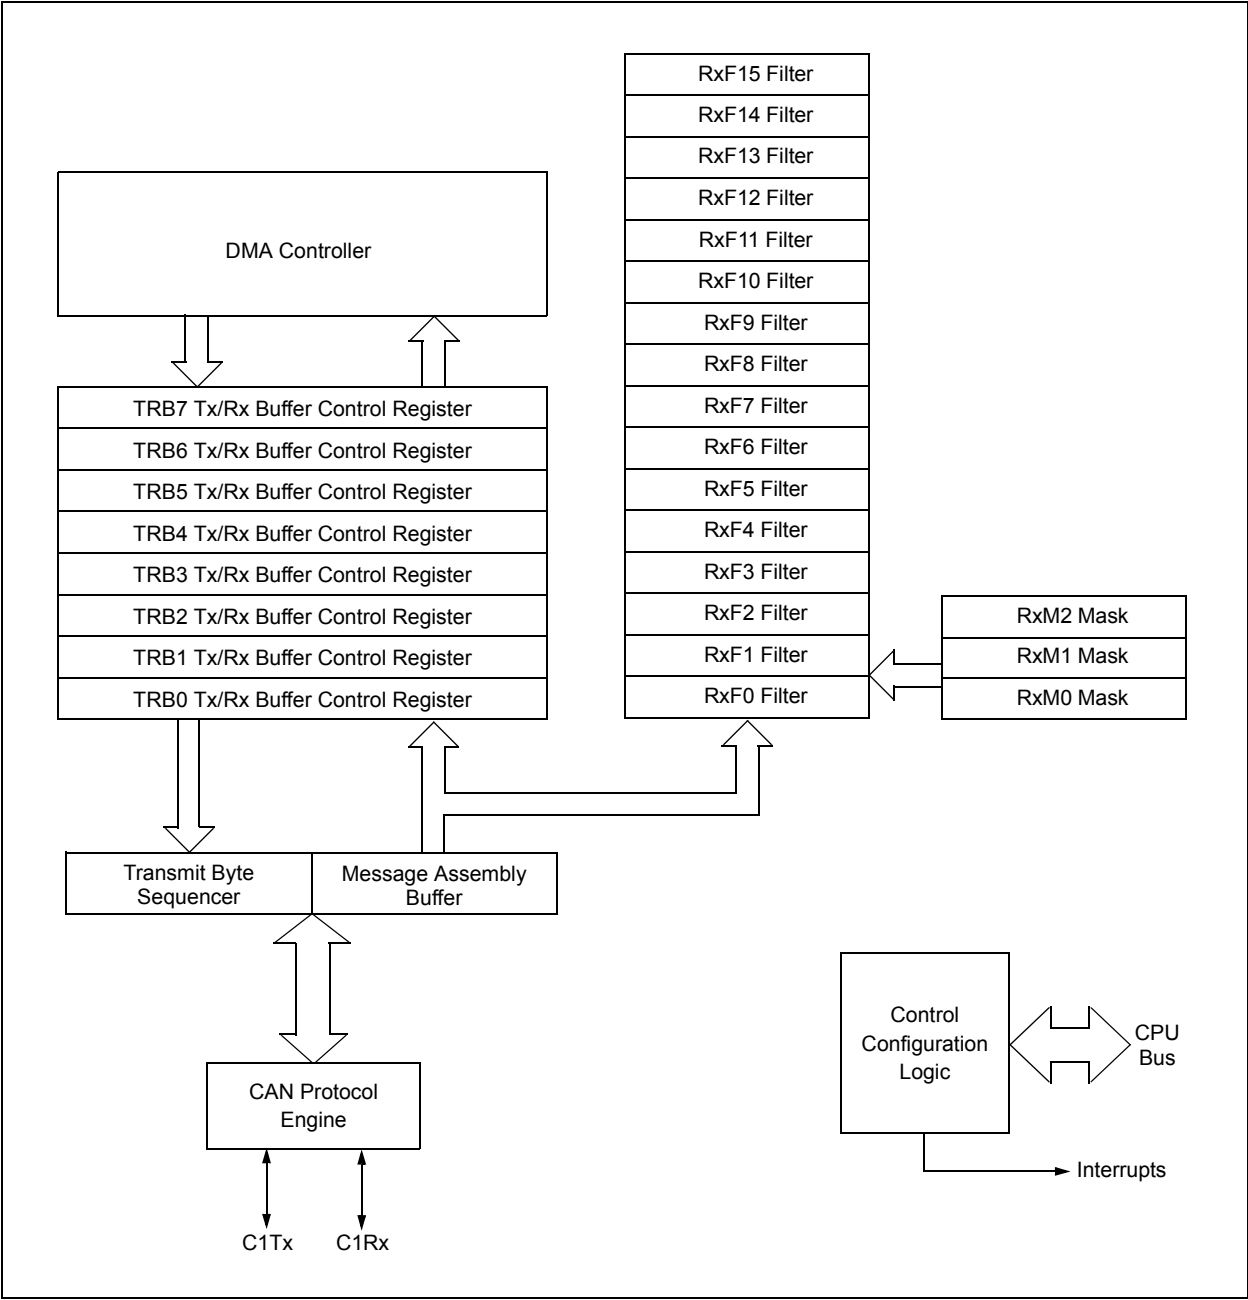 RxF15 Filter
RxF14 Filter
RxF13 Filter
RxF12 Filter
RxF11 Filter
RxF10 Filter
RxF9 Filter
RxF8 Filter
RxF7 Filter
RxF6 Filter
RxF5 Filter
RxF4 Filter
RxF3 Filter
RxF2 Filter
RxF1 Filter
RxF0 Filter
DMA Controller
TRB7 Tx/Rx Buffer Control Register
TRB6 Tx/Rx Buffer Control Register
TRB5 Tx/Rx Buffer Control Register
TRB4 Tx/Rx Buffer Control Register
TRB3 Tx/Rx Buffer Control Register
TRB2 Tx/Rx Buffer Control Register
TRB1 Tx/Rx Buffer Control Register
TRB0 Tx/Rx Buffer Control Register
RxM2 Mask
RxM1 Mask
RxM0 Mask
Transmit Byte
Sequencer
Message Assembly
Buffer
CAN Protocol
Engine
C1Tx
C1Rx
Control
Configuration
Logic
CPU
Bus
Interrupts